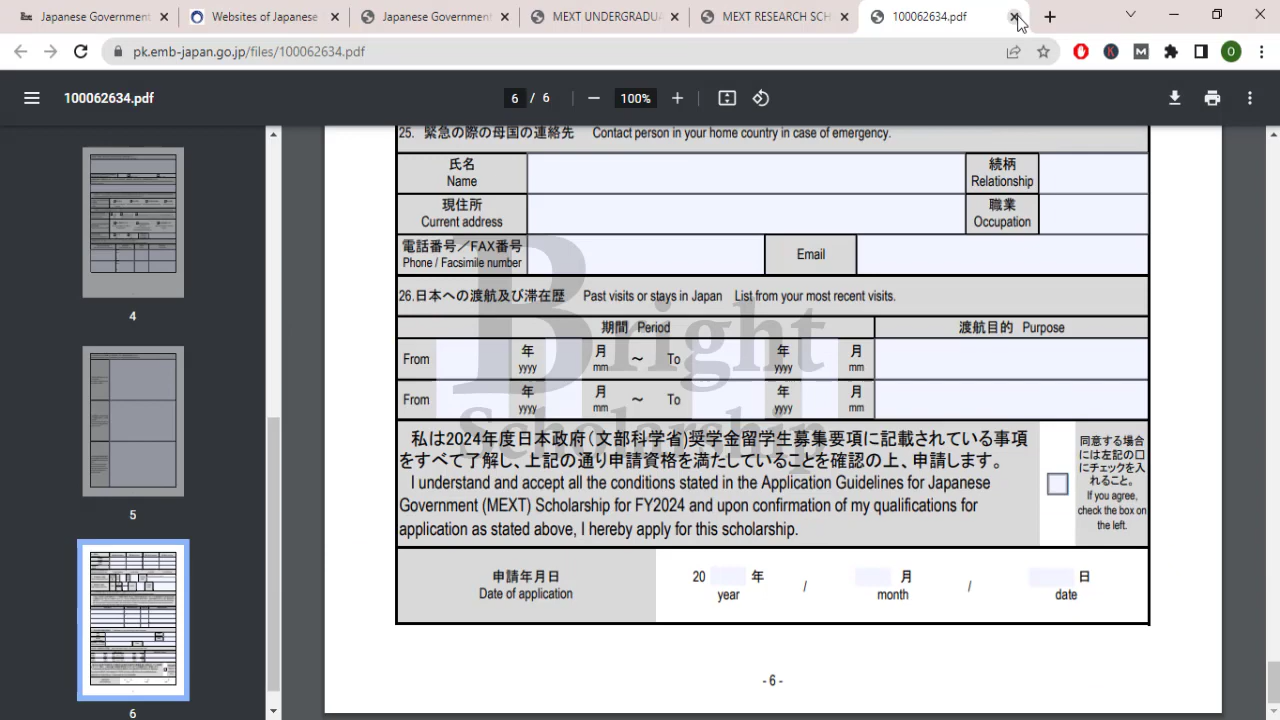 Japanese Government
Websites of Japanese
Japanese Government
MEXT UNDERGRADUA
MEXT RESEARCH SCH
100062634.pdf
pk.emb-japan.go.jp/files/100062634.pdf
O
100062634.pdf
6 / 6
100%
4
5
6
25. 緊急の際の母国の連絡先 Contact person in your home country in case of emergency.
氏名
Name
続柄
Relationship
現住所
Current address
職業
Occupation
電話番号／FAX番号
Phone / Facsimile number
Email
26.日本への渡航及び滞在歴 Past visits or stays in Japan List from your most recent visits.
期間 Period
渡航目的 Purpose
From 年 月 ～ To 年 月
yyyy mm yyyy mm
From 年 月 ～ To 年 月
yyyy mm yyyy mm
Bright
Scholarship
私は2024年度日本政府（文部科学省）奨学金留学生募集要項に記載されている事項
をすべて了解し、上記の通り申請資格を満たしていることを確認の上、申請します。
I understand and accept all the conditions stated in the Application Guidelines for Japanese
Government (MEXT) Scholarship for FY2024 and upon confirmation of my qualifications for
application as stated above, I hereby apply for this scholarship.
同意する場合
には左記の口
にチェックを入
れること。
If you agree,
check the box on
the left.
申請年月日
Date of application
20 年 / 月 / 日
year month date
- 6 -